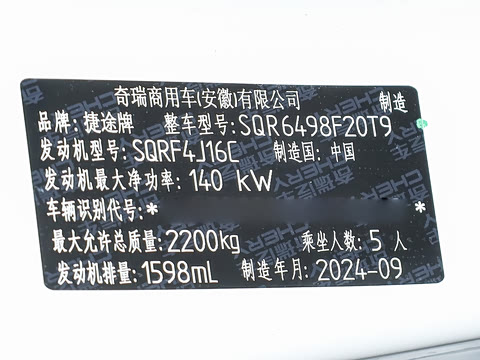 奇瑞商用车(安徽)有限公司 制造
品牌: 捷途牌 整车型号: SQR6498F20T9
发动机型号: SQRF4J16C 制造国: 中国
发动机最大净功率: 140 kW
车辆识别代号: * *
最大允许总质量: 2200kg 乘坐人数: 5 人
发动机排量: 1598mL 制造年月: 2024-09